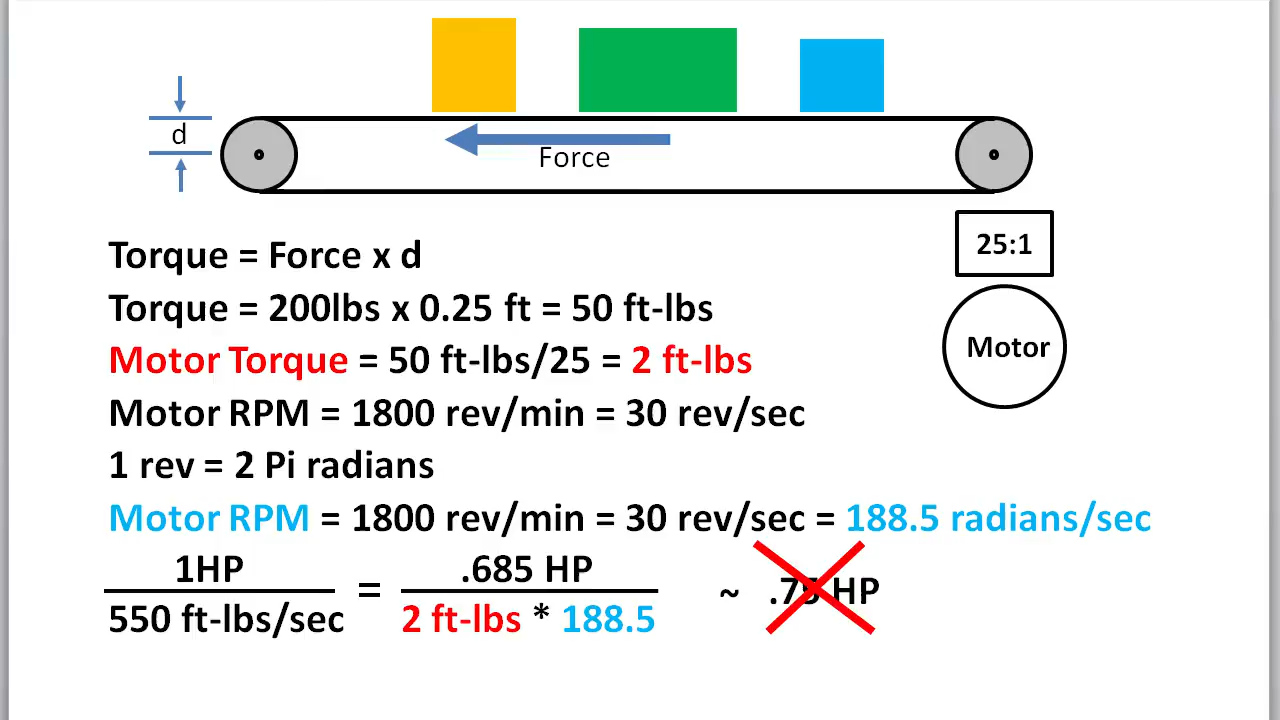 d
Force
25:1
Motor
Torque = Force x d
Torque = 200lbs x 0.25 ft = 50 ft-lbs
Motor Torque = 50 ft-lbs/25 = 2 ft-lbs
Motor RPM = 1800 rev/min = 30 rev/sec
1 rev = 2 Pi radians
Motor RPM = 1800 rev/min = 30 rev/sec = 188.5 radians/sec
1HP
550 ft-lbs/sec
=
.685 HP
2 ft-lbs * 188.5
~ .75 HP